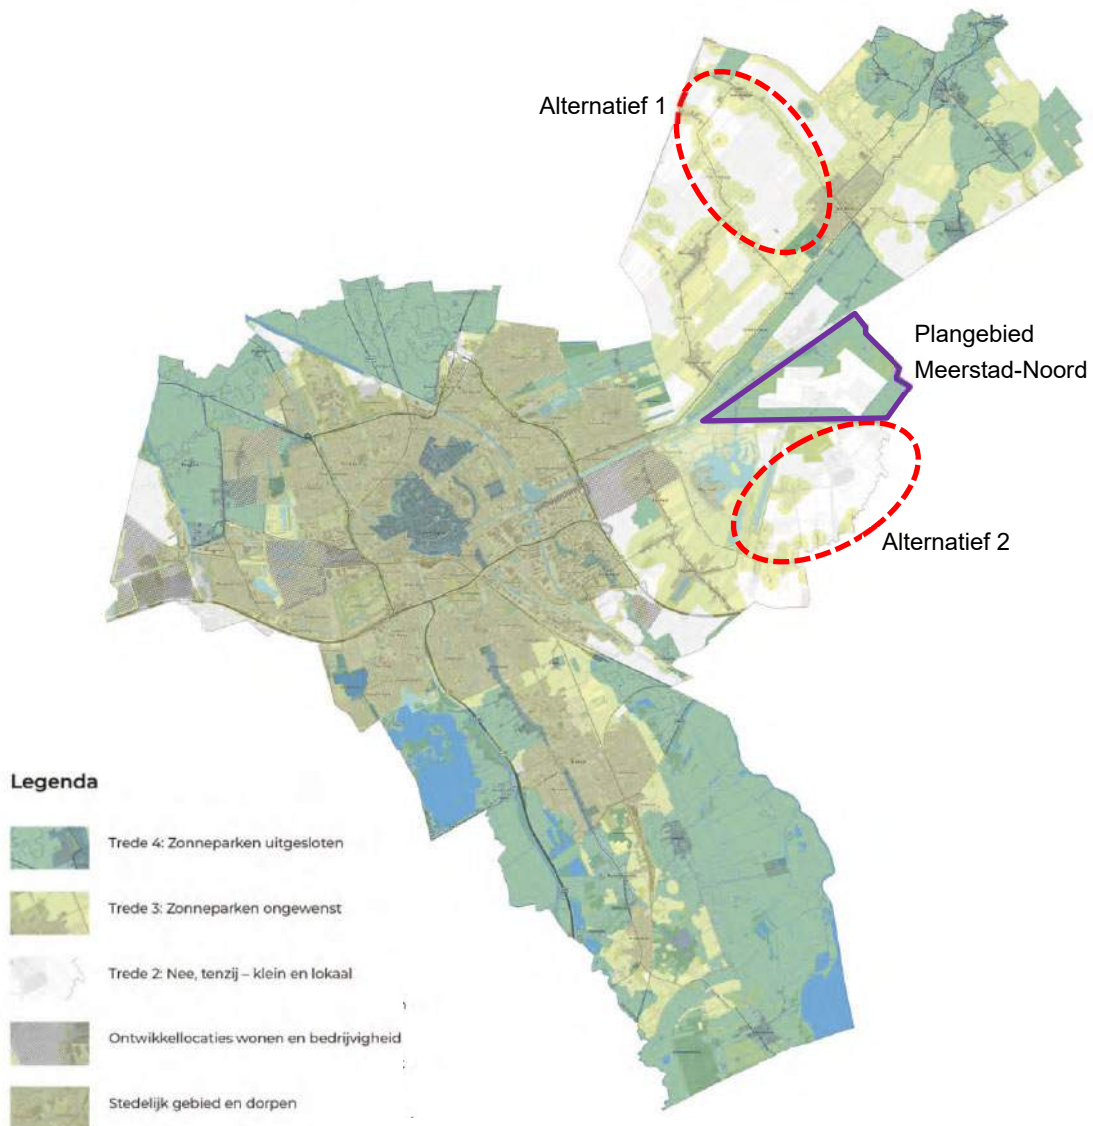 Alternatief 1
Plangebied
Meerstad-Noord
Alternatief 2
Legenda
Trede 4: Zonneparken uitgesloten
Trede 3: Zonneparken ongewenst
Trede 2: Nee, tenzij – klein en lokaal
Ontwikkellocaties wonen en bedrijvigheid
Stedelijk gebied en dorpen